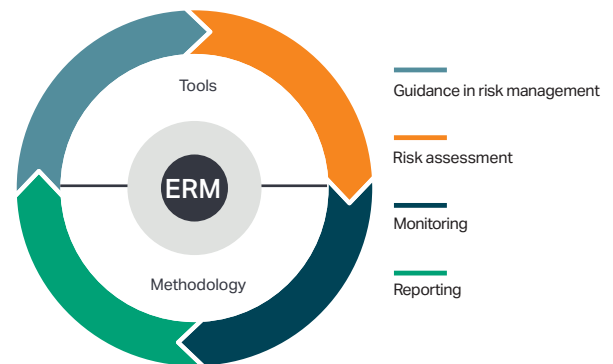 Tools
ERM
Methodology
Guidance in risk management
Risk assessment
Monitoring
Reporting